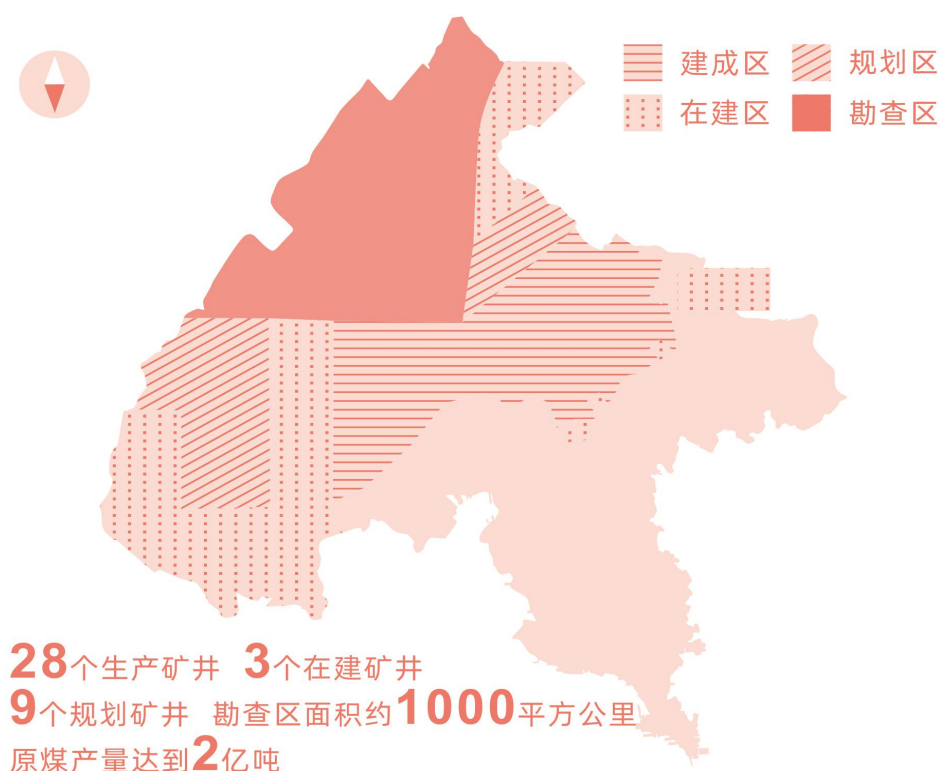 建成区 规划区
在建区 勘查区
28个生产矿井 3个在建矿井
9个规划矿井 勘查区面积约1000平方公里
原煤产量达到2亿吨